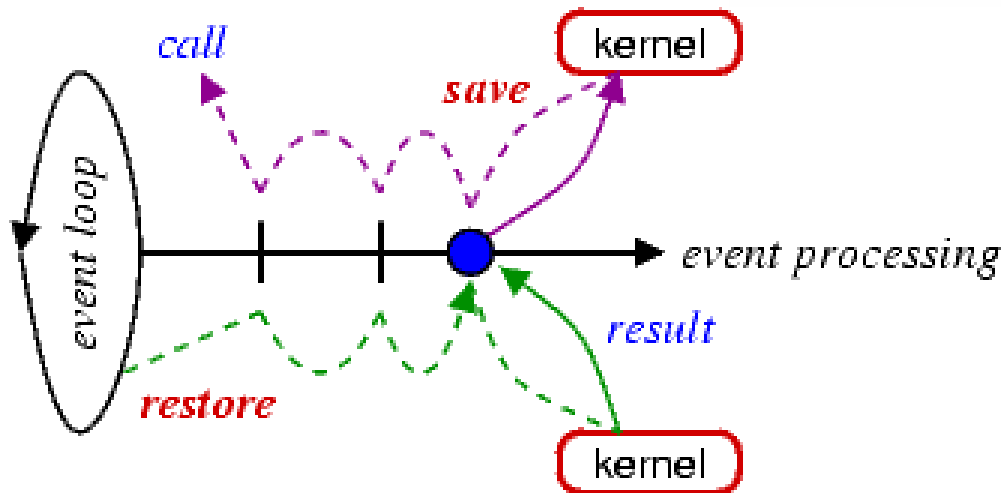 call
kernel
save
event loop
event processing
result
restore
kernel